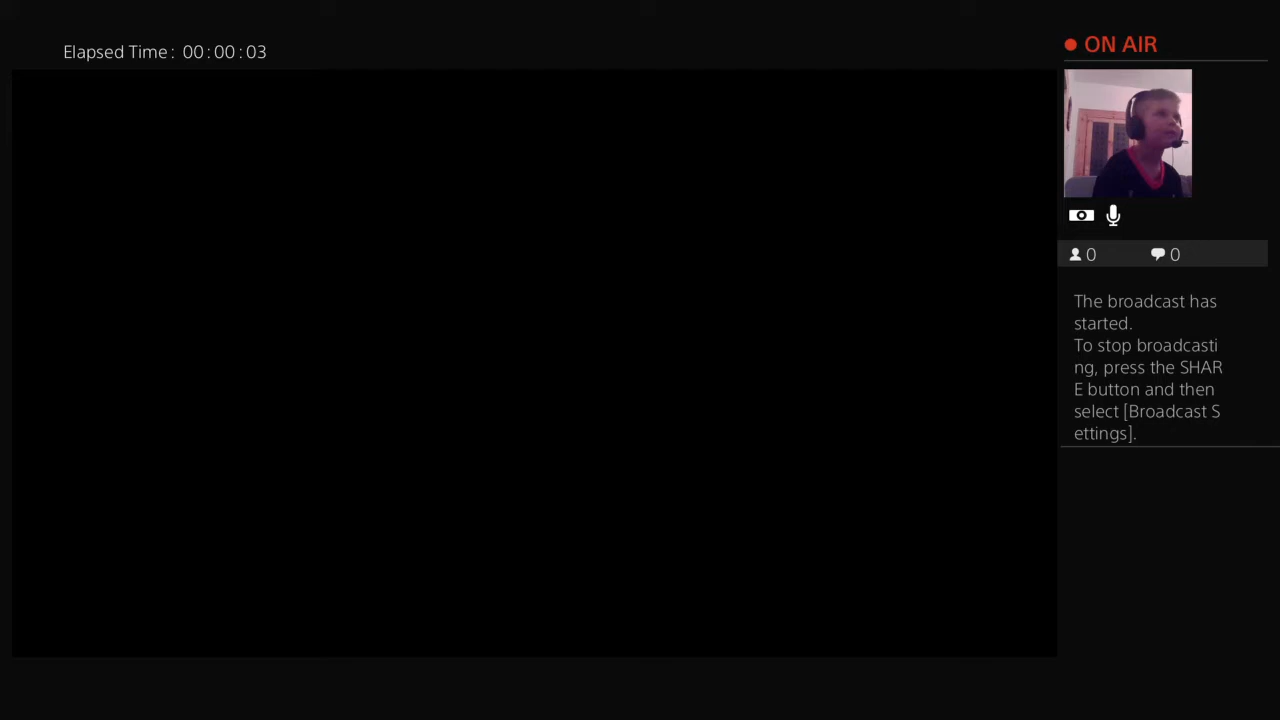 Elapsed Time: 00:00:03
ON AIR
0 0
The broadcast has
started.
To stop broadcasti
ng, press the SHAR
E button and then
select [Broadcast S
ettings].